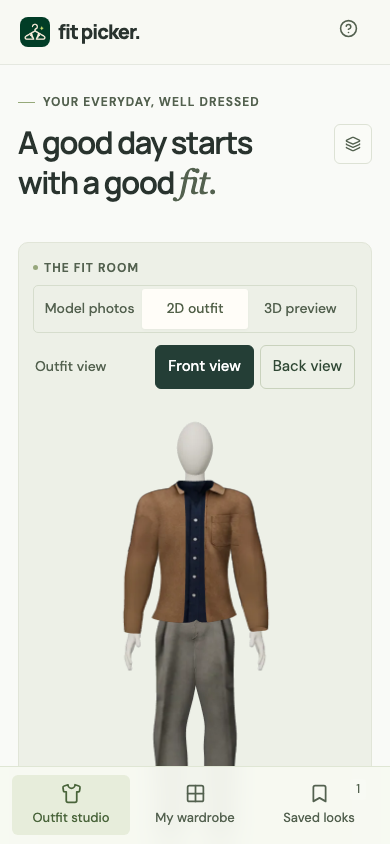 fit picker.
YOUR EVERYDAY, WELL DRESSED
A good day starts
with a good fit.
THE FIT ROOM
Model photos
2D outfit
3D preview
Outfit view
Front view
Back view
Outfit studio
My wardrobe
Saved looks
1